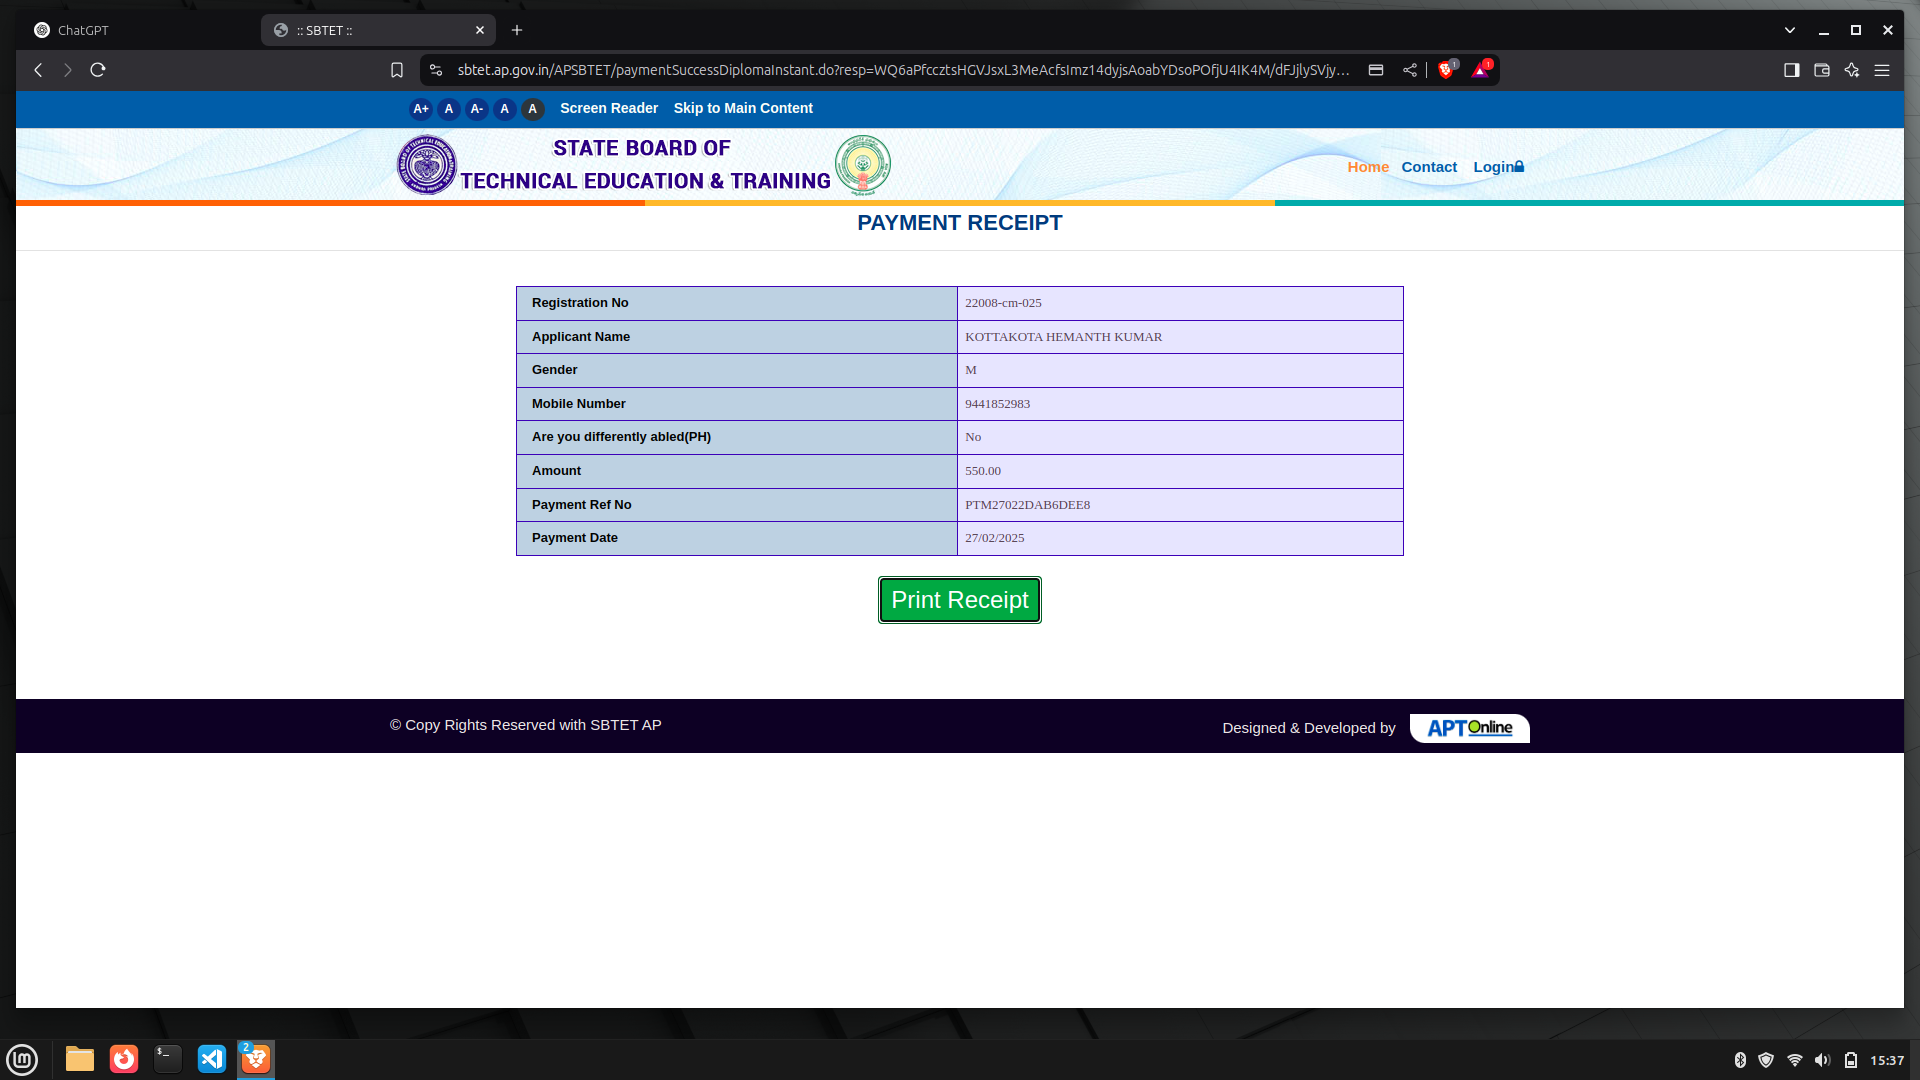 ChatGPT
:: SBTET ::
sbtet.ap.gov.in/APSBTET/paymentSuccessDiplomaInstant.do?resp=WQ6aPfccztsHGVJsxL3MeAcfsImz14dyjsAoabYDsoPOfjU4IK4M/dFJjlySVjy…
1
1
A+ A A- A A Screen Reader Skip to Main Content
STATE BOARD OF
TECHNICAL EDUCATION & TRAINING
Home Contact Login
PAYMENT RECEIPT
Registration No 22008-cm-025
Applicant Name KOTTAKOTA HEMANTH KUMAR
Gender M
Mobile Number 9441852983
Are you differently abled(PH) No
Amount 550.00
Payment Ref No PTM27022DAB6DEE8
Payment Date 27/02/2025
Print Receipt
© Copy Rights Reserved with SBTET AP
Designed & Developed by APTOnline
$_
2
15:37